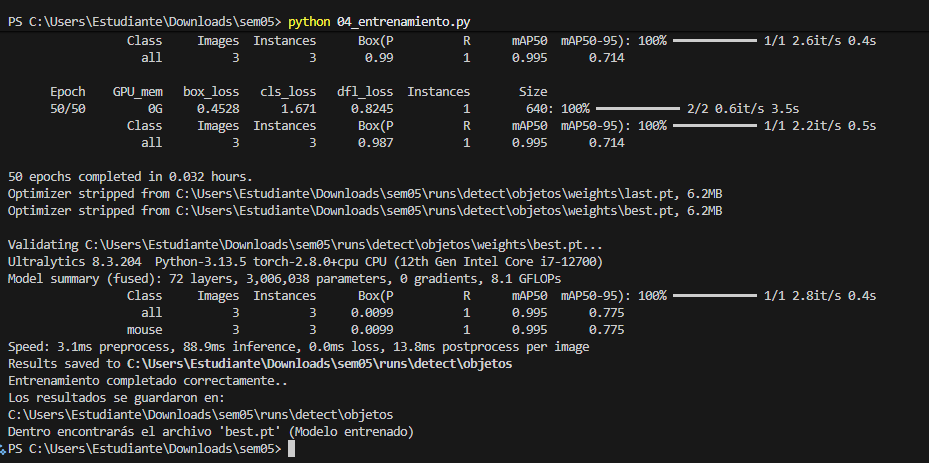 PS C:\Users\Estudiante\Downloads\sem05> python 04_entrenamiento.py
Class Images Instances Box(P R mAP50 mAP50-95): 100% ━━━━━━━━━━━━ 1/1 2.6it/s 0.4s
all 3 3 0.99 1 0.995 0.714
Epoch GPU_mem box_loss cls_loss dfl_loss Instances Size
50/50 0G 0.4528 1.671 0.8245 1 640: 100% ━━━━━━━━━━━━ 2/2 0.6it/s 3.5s
Class Images Instances Box(P R mAP50 mAP50-95): 100% ━━━━━━━━━━━━ 1/1 2.2it/s 0.5s
all 3 3 0.987 1 0.995 0.714
50 epochs completed in 0.032 hours.
Optimizer stripped from C:\Users\Estudiante\Downloads\sem05\runs\detect\objetos\weights\last.pt, 6.2MB
Optimizer stripped from C:\Users\Estudiante\Downloads\sem05\runs\detect\objetos\weights\best.pt, 6.2MB
Validating C:\Users\Estudiante\Downloads\sem05\runs\detect\objetos\weights\best.pt...
Ultralytics 8.3.204 Python-3.13.5 torch-2.8.0+cpu CPU (12th Gen Intel Core i7-12700)
Model summary (fused): 72 layers, 3,006,038 parameters, 0 gradients, 8.1 GFLOPs
Class Images Instances Box(P R mAP50 mAP50-95): 100% ━━━━━━━━━━━━ 1/1 2.8it/s 0.4s
all 3 3 0.0099 1 0.995 0.775
mouse 3 3 0.0099 1 0.995 0.775
Speed: 3.1ms preprocess, 88.9ms inference, 0.0ms loss, 13.8ms postprocess per image
Results saved to C:\Users\Estudiante\Downloads\sem05\runs\detect\objetos
Entrenamiento completado correctamente..
Los resultados se guardaron en:
C:\Users\Estudiante\Downloads\sem05\runs\detect\objetos
Dentro encontrarás el archivo 'best.pt' (Modelo entrenado)
PS C:\Users\Estudiante\Downloads\sem05>